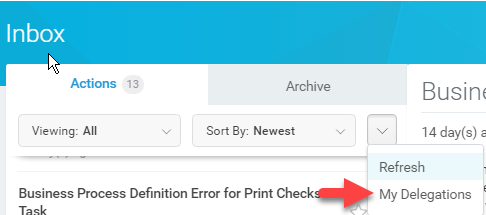 Inbox
Actions 13
Archive
Busine
Viewing: All
Sort By: Newest
14 day(s) a
Refresh
My Delegations
Business Process Definition Error for Print Checks
Task